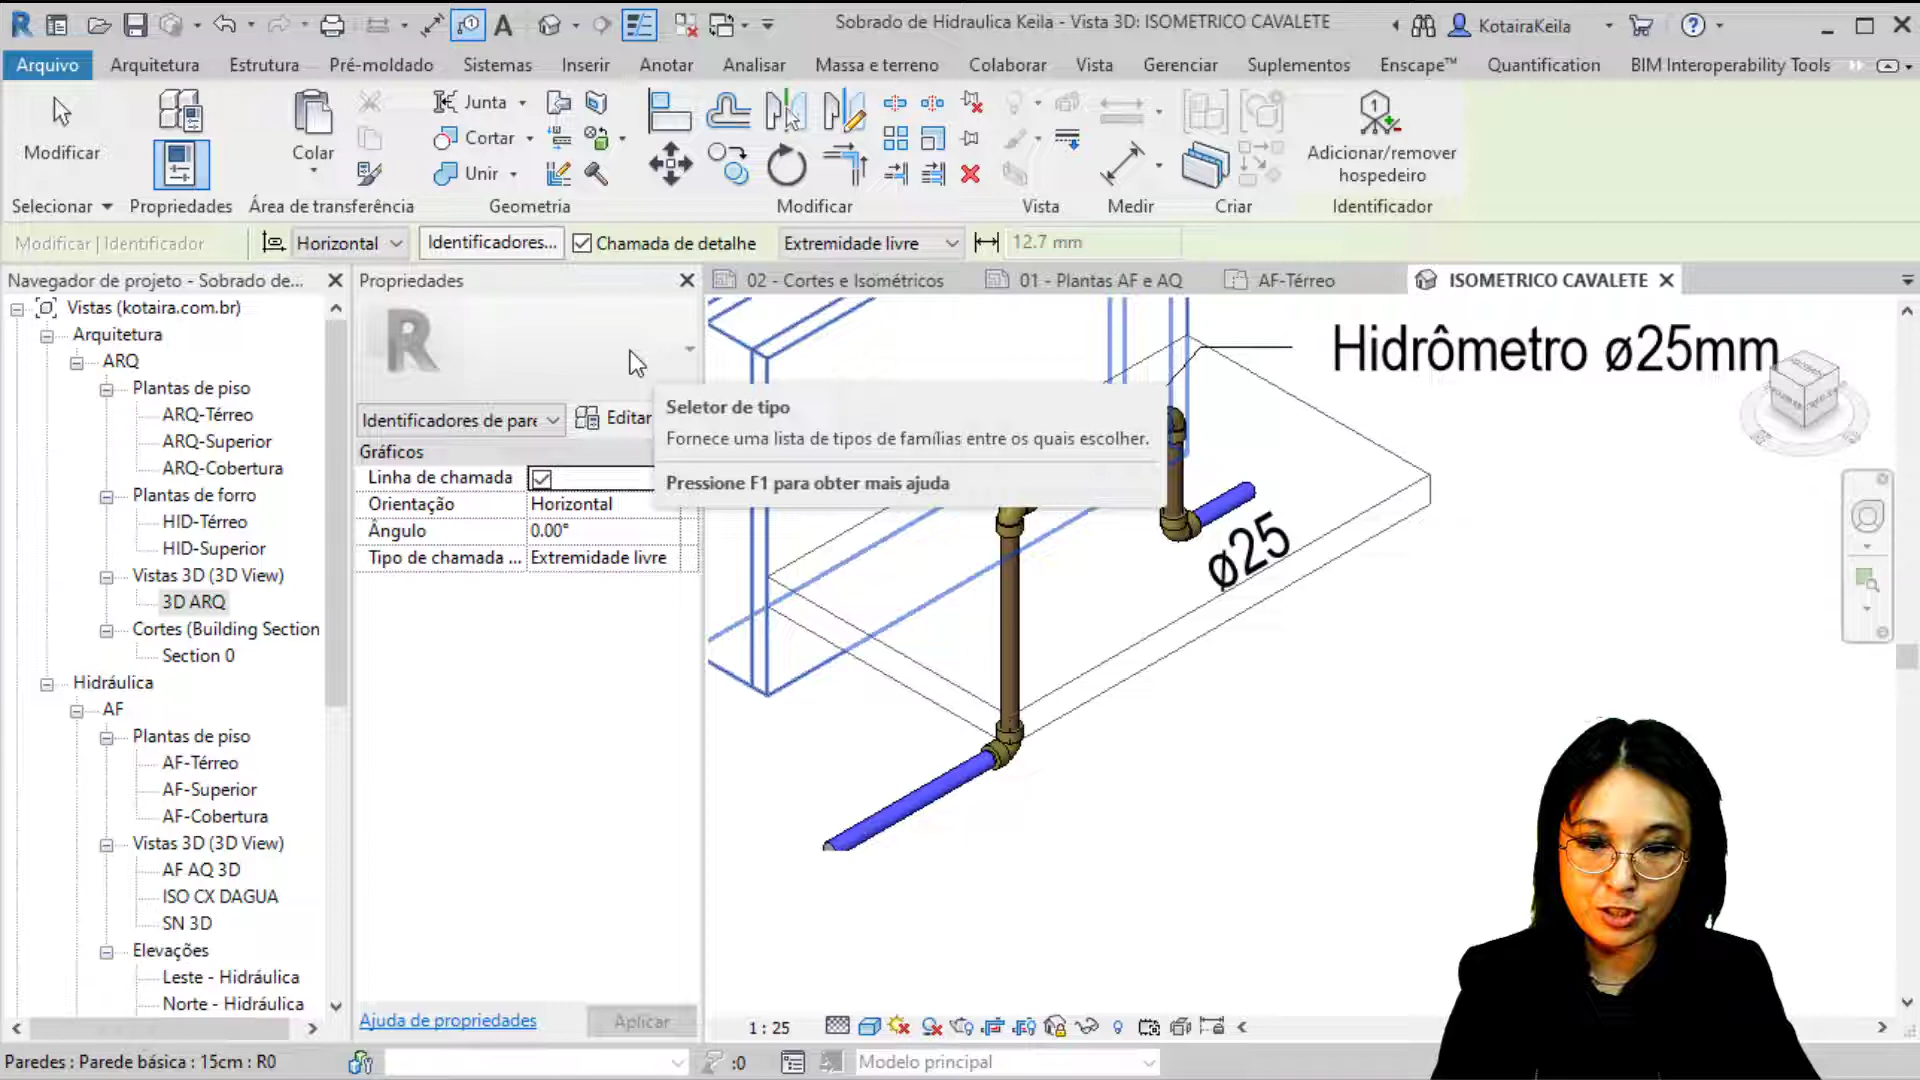 Sobrado de Hidraulica Keila - Vista 3D: ISOMETRICO CAVALETE
KotairaKeila
Arquivo Arquitetura Estrutura Pré-moldado Sistemas Inserir Anotar Analisar Massa e terreno Colaborar Vista Gerenciar Suplementos Enscape™ Quantification BIM Interoperability Tools
Modificar
Colar
Junta
Cortar
Unir
Adicionar/remover
hospedeiro
Selecionar Propriedades Área de transferência Geometria Modificar Vista Medir Criar Identificador
Modificar | Identificador Horizontal Identificadores... Chamada de detalhe Extremidade livre 12.7 mm
Navegador de projeto - Sobrado de...
Vistas (kotaira.com.br)
Arquitetura
ARQ
Plantas de piso
ARQ-Térreo
ARQ-Superior
ARQ-Cobertura
Plantas de forro
HID-Térreo
HID-Superior
Vistas 3D (3D View)
3D ARQ
Cortes (Building Section
Section 0
Hidráulica
AF
Plantas de piso
AF-Térreo
AF-Superior
AF-Cobertura
Vistas 3D (3D View)
AF AQ 3D
ISO CX DAGUA
SN 3D
Elevações
Leste - Hidráulica
Norte - Hidráulica
Propriedades
R
Identificadores de pare Editar
Gráficos
Linha de chamada
Orientação Horizontal
Ângulo 0.00°
Tipo de chamada ... Extremidade livre
Ajuda de propriedades Aplicar
02 - Cortes e Isométricos 01 - Plantas AF e AQ AF-Térreo ISOMETRICO CAVALETE
Hidrômetro ø25mm
Seletor de tipo
Fornece uma lista de tipos de famílias entre os quais escolher.
Pressione F1 para obter mais ajuda
ø25
1 : 25
Paredes : Parede básica : 15cm : R0 :0 Modelo principal